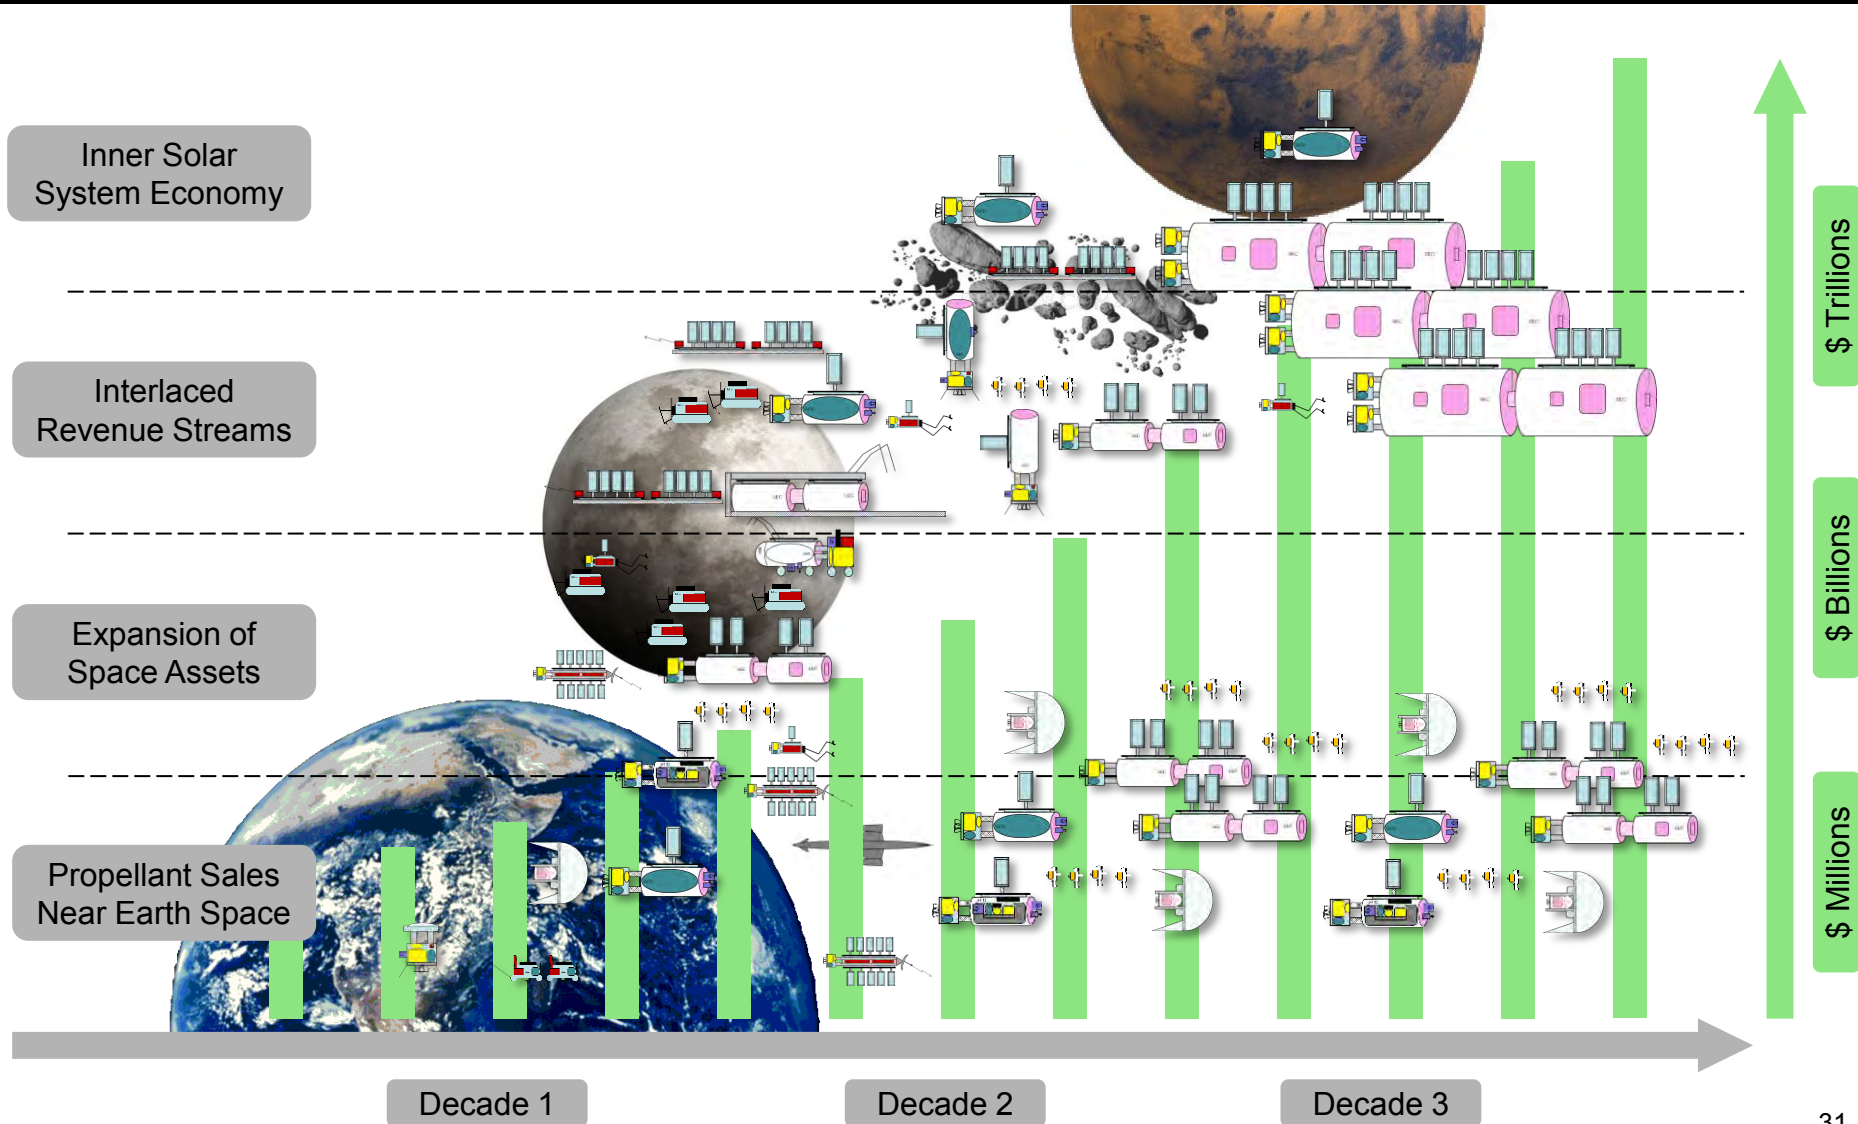 Inner Solar
System Economy
$ Trillions
Interlaced
Revenue Streams
$ Billions
Expansion of
Space Assets
$ Millions
Propellant Sales
Near Earth Space
Decade 1
Decade 2
Decade 3
31